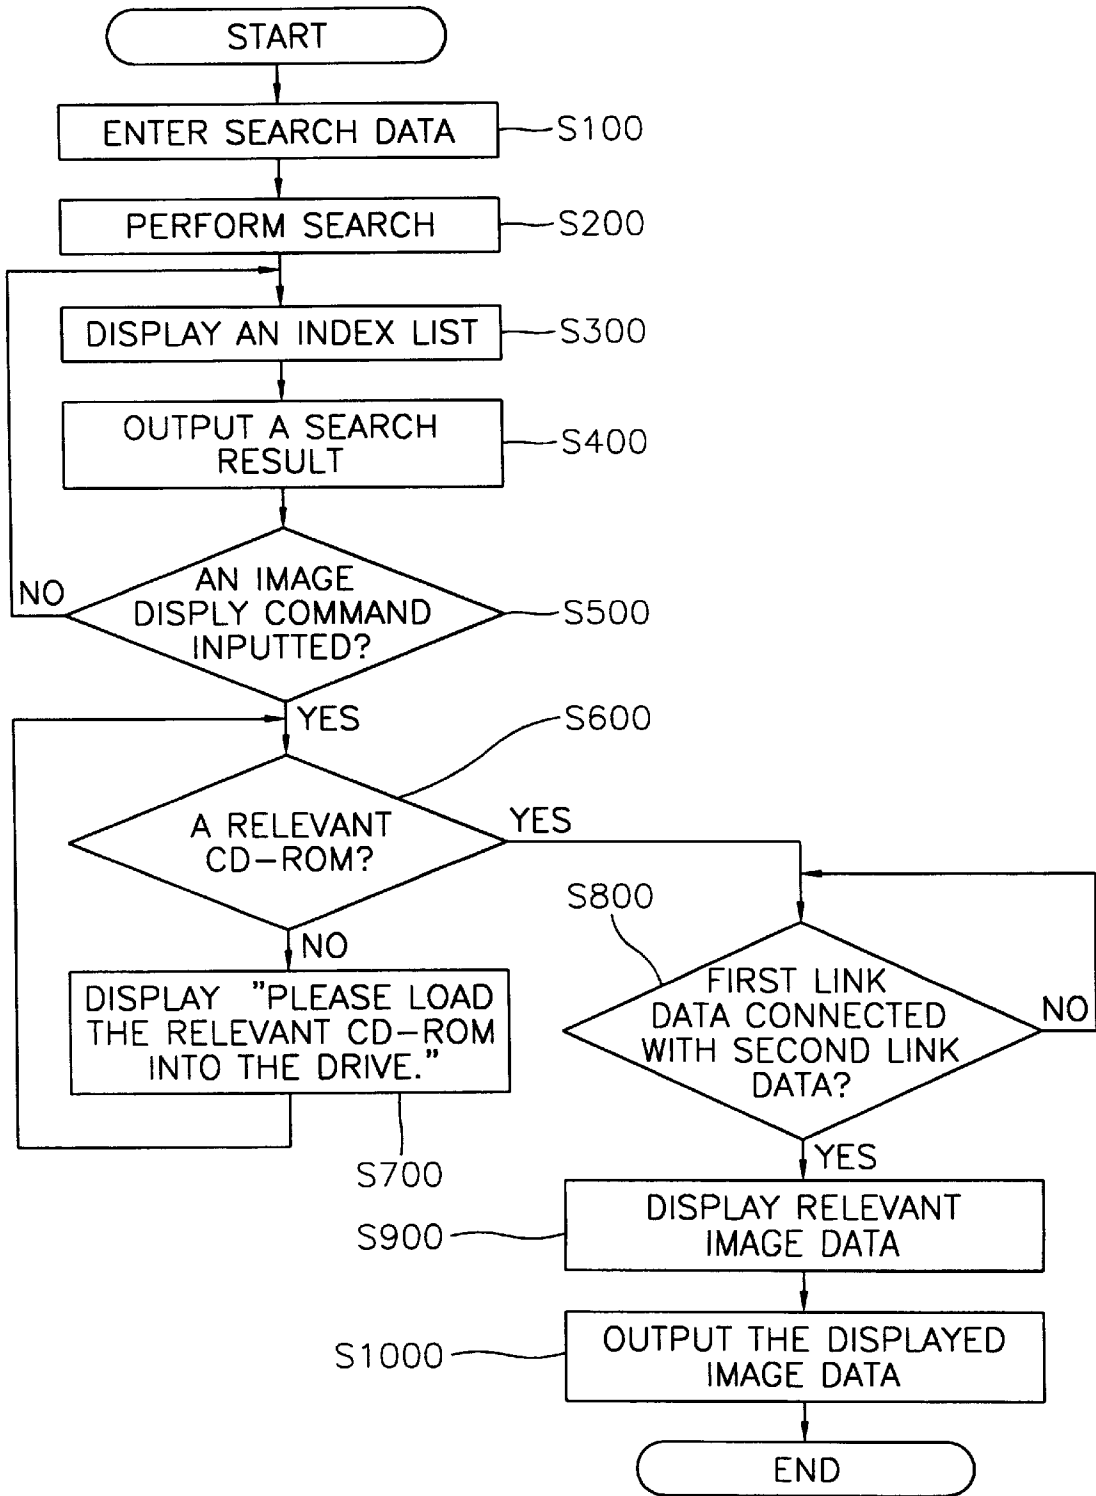 START
ENTER SEARCH DATA
S100
PERFORM SEARCH
S200
DISPLAY AN INDEX LIST
S300
OUTPUT A SEARCH
RESULT
S400
AN IMAGE
DISPLY COMMAND
INPUTTED?
S500
NO
YES
S600
A RELEVANT
CD-ROM?
YES
NO
DISPLAY "PLEASE LOAD
THE RELEVANT CD-ROM
INTO THE DRIVE."
S700
S800
FIRST LINK
DATA CONNECTED
WITH SECOND LINK
DATA?
NO
YES
DISPLAY RELEVANT
IMAGE DATA
S900
OUTPUT THE DISPLAYED
IMAGE DATA
S1000
END